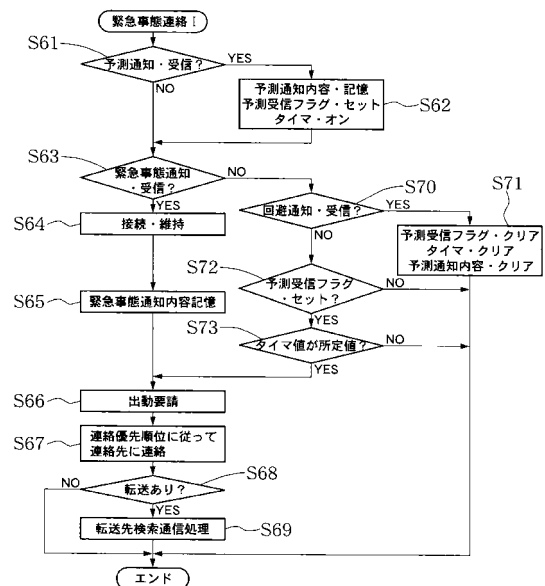 緊急事態連絡 I
S61
予測通知・受信？
YES
NO
予測通知内容・記憶
予測受信フラグ・セット
タイマ・オン
S62
S63
緊急事態通知
・受信？
NO
YES
S70
回避通知・受信？
YES
NO
S71
予測受信フラグ・クリア
タイマ・クリア
予測通知内容・クリア
S64
接続・維持
S72
予測受信フラグ
・セット？
NO
YES
S65
緊急事態通知内容記憶
S73
タイマ値が所定値？
NO
YES
S66
出動要請
S67
連絡優先順位に従って
連絡先に連絡
S68
転送あり？
NO
YES
転送先検索通信処理
S69
エンド